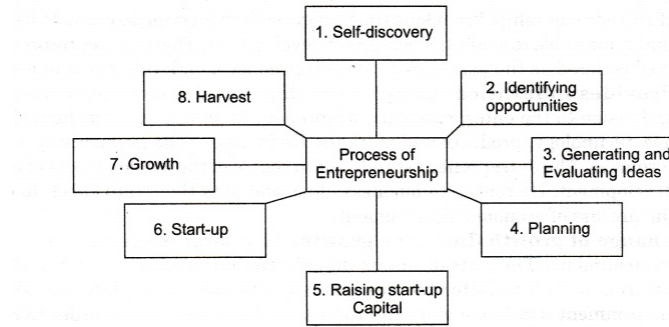 1. Self-discovery
2. Identifying
opportunities
3. Generating and
Evaluating Ideas
4. Planning
5. Raising start-up
Capital
6. Start-up
7. Growth
8. Harvest
Process of
Entrepreneurship